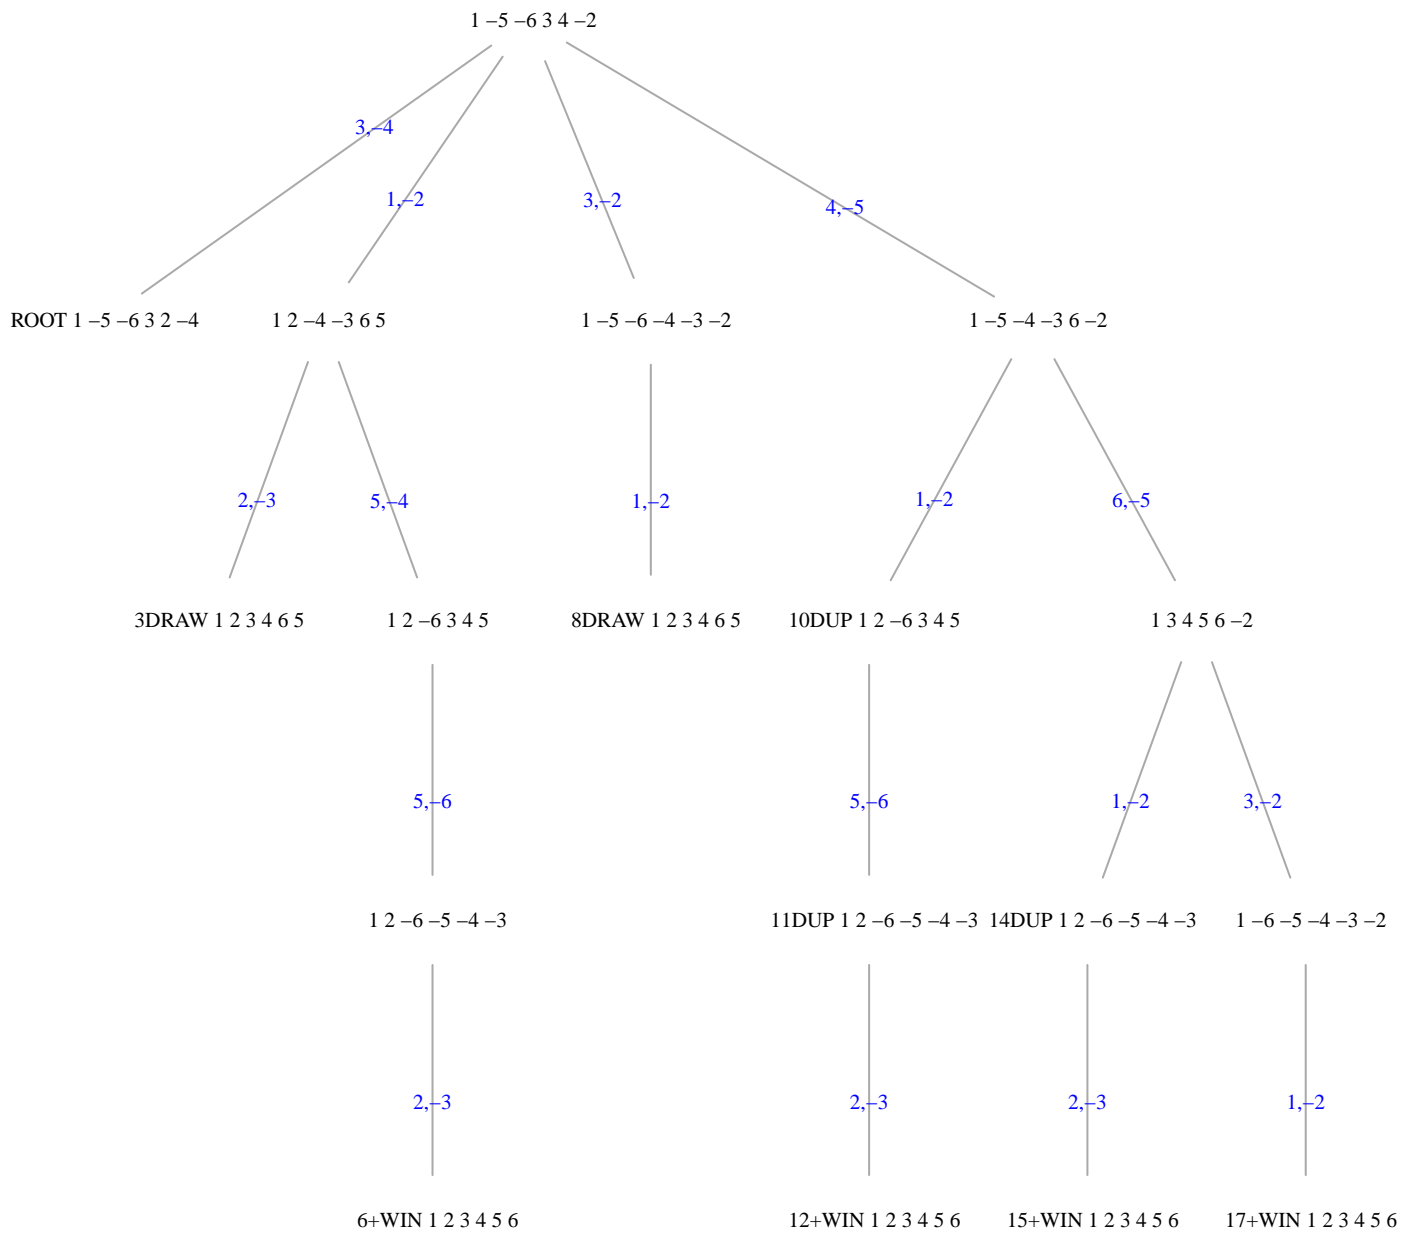 1 –5 –6 3 4 –2
3,–4
1,–2
3,–2
4,–5
ROOT 1 –5 –6 3 2 –4
1 2 –4 –3 6 5
1 –5 –6 –4 –3 –2
1 –5 –4 –3 6 –2
2,–3
5,–4
1,–2
1,–2
6,–5
3DRAW 1 2 3 4 6 5
1 2 –6 3 4 5
8DRAW 1 2 3 4 6 5
10DUP 1 2 –6 3 4 5
1 3 4 5 6 –2
5,–6
5,–6
1,–2
3,–2
1 2 –6 –5 –4 –3
11DUP 1 2 –6 –5 –4 –3
14DUP 1 2 –6 –5 –4 –3
1 –6 –5 –4 –3 –2
2,–3
2,–3
2,–3
1,–2
6+WIN 1 2 3 4 5 6
12+WIN 1 2 3 4 5 6
15+WIN 1 2 3 4 5 6
17+WIN 1 2 3 4 5 6